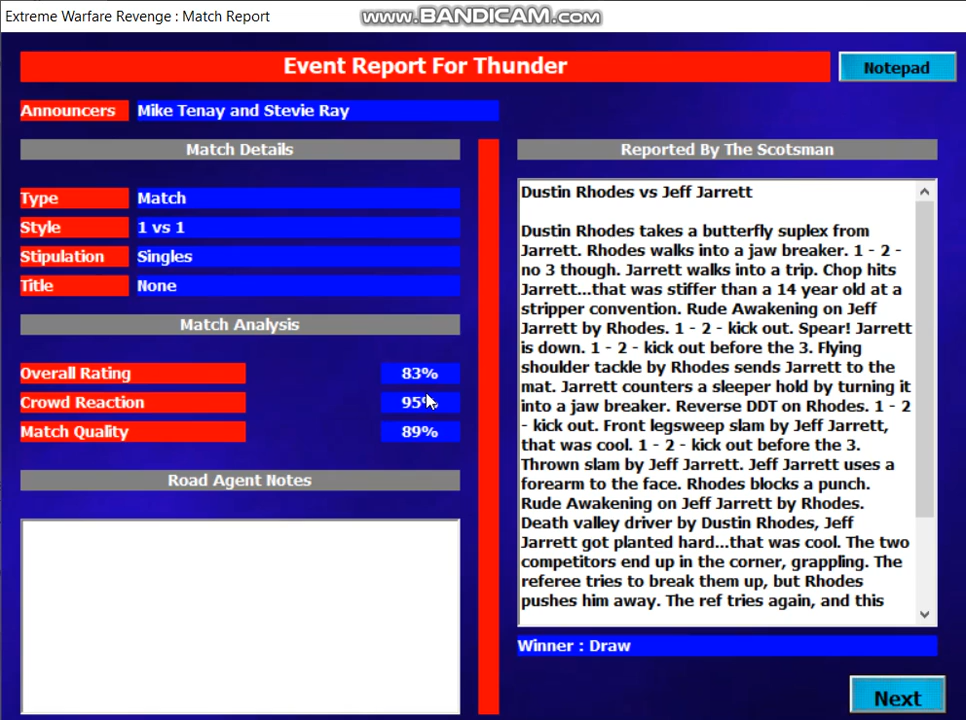 Extreme Warfare Revenge : Match Report
www.BANDICAM.com
Event Report For Thunder
Notepad
Announcers Mike Tenay and Stevie Ray
Match Details
Type Match
Style 1 vs 1
Stipulation Singles
Title None
Match Analysis
Overall Rating 83%
Crowd Reaction 95%
Match Quality 89%
Road Agent Notes
Reported By The Scotsman
Dustin Rhodes vs Jeff Jarrett
Dustin Rhodes takes a butterfly suplex from
Jarrett. Rhodes walks into a jaw breaker. 1 - 2 -
no 3 though. Jarrett walks into a trip. Chop hits
Jarrett...that was stiffer than a 14 year old at a
stripper convention. Rude Awakening on Jeff
Jarrett by Rhodes. 1 - 2 - kick out. Spear! Jarrett
is down. 1 - 2 - kick out before the 3. Flying
shoulder tackle by Rhodes sends Jarrett to the
mat. Jarrett counters a sleeper hold by turning it
into a jaw breaker. Reverse DDT on Rhodes. 1 - 2
- kick out. Front legsweep slam by Jeff Jarrett,
that was cool. 1 - 2 - kick out before the 3.
Thrown slam by Jeff Jarrett. Jeff Jarrett uses a
forearm to the face. Rhodes blocks a punch.
Rude Awakening on Jeff Jarrett by Rhodes.
Death valley driver by Dustin Rhodes, Jeff
Jarrett got planted hard...that was cool. The two
competitors end up in the corner, grappling. The
referee tries to break them up, but Rhodes
pushes him away. The ref tries again, and this
Winner : Draw
Next